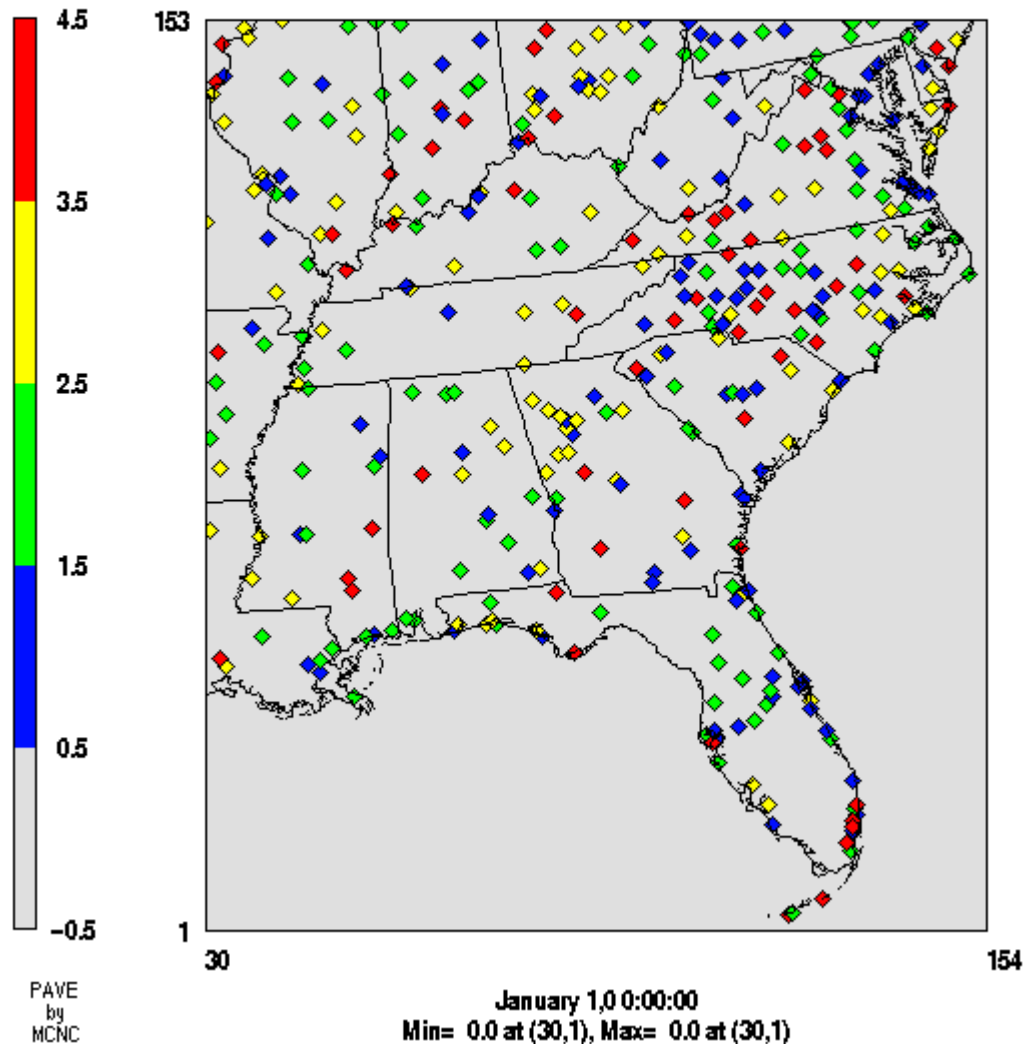 4.5
3.5
2.5
1.5
0.5
−0.5
153
1
30
154
PAVE
by
MCNC
January 1,0 0:00:00
Min= 0.0 at (30,1), Max= 0.0 at (30,1)